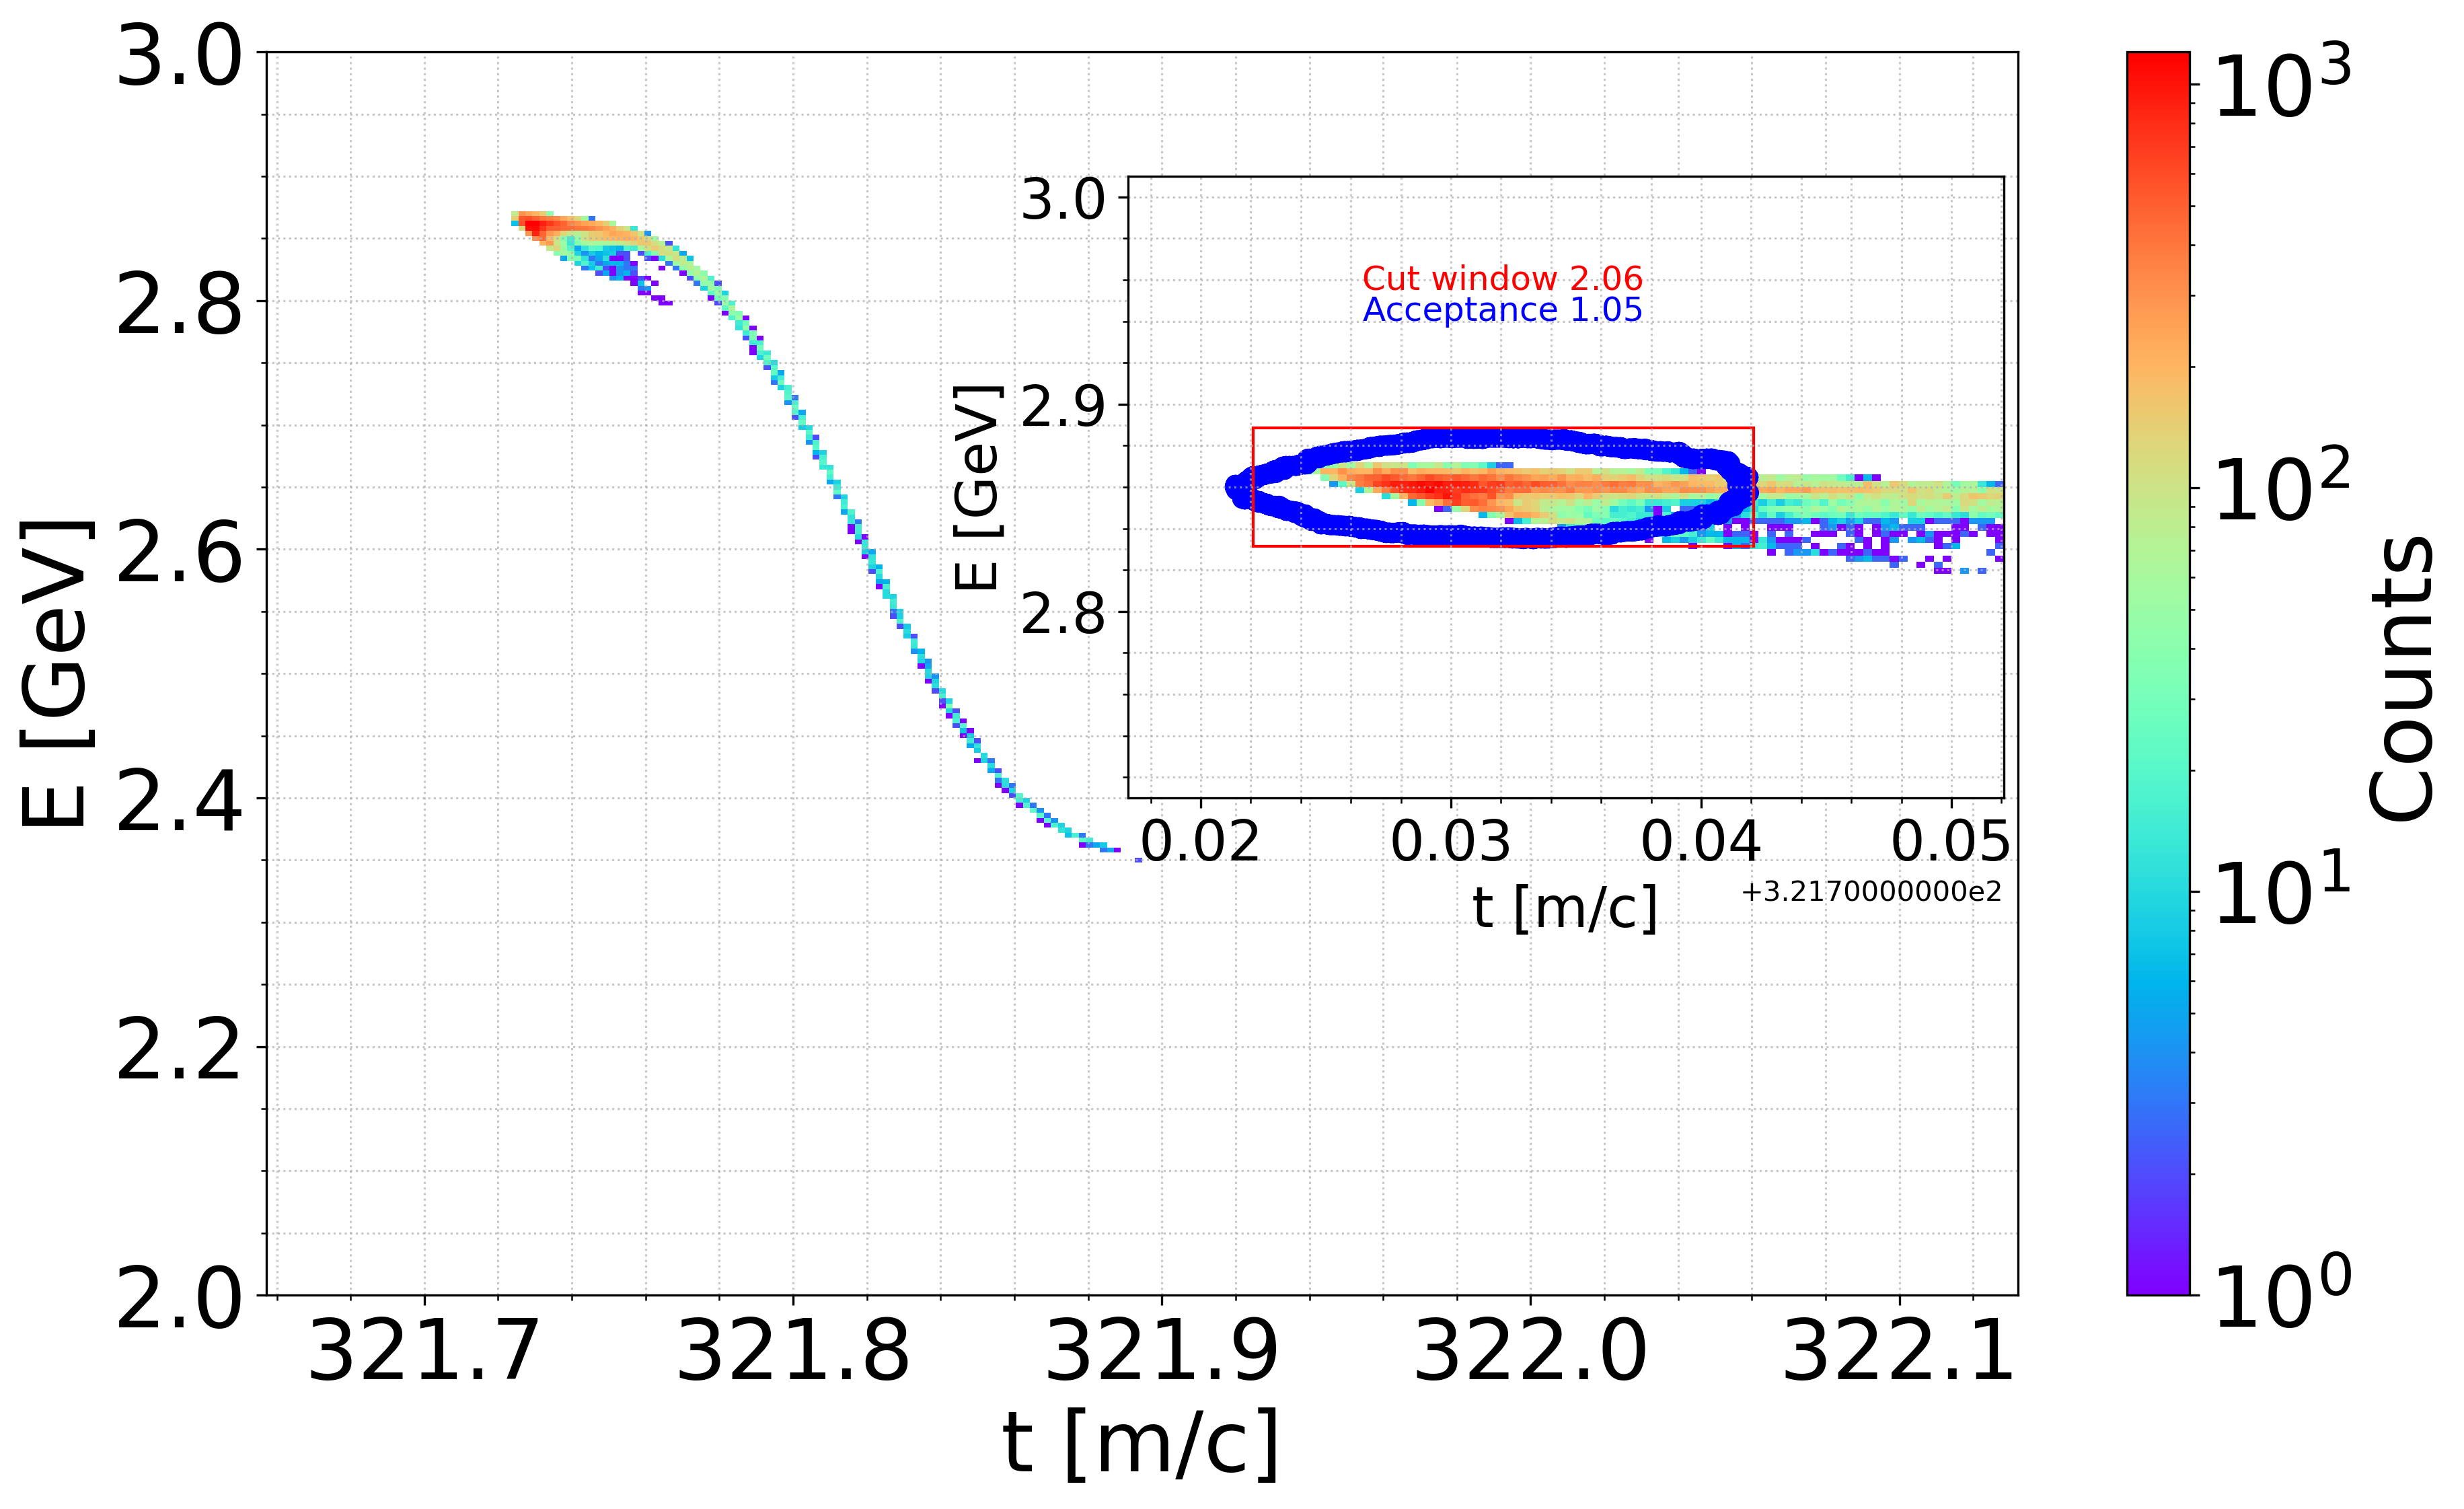 3.0
2.8
2.6
2.4
2.2
2.0
E [GeV]
321.7 321.8 321.9 322.0 322.1
t [m/c]
3.0
2.9
2.8
E [GeV]
Cut window 2.06
Acceptance 1.05
0.02 0.03 0.04 0.05
+3.2170000000e2
t [m/c]
10³
10²
10¹
10⁰
Counts